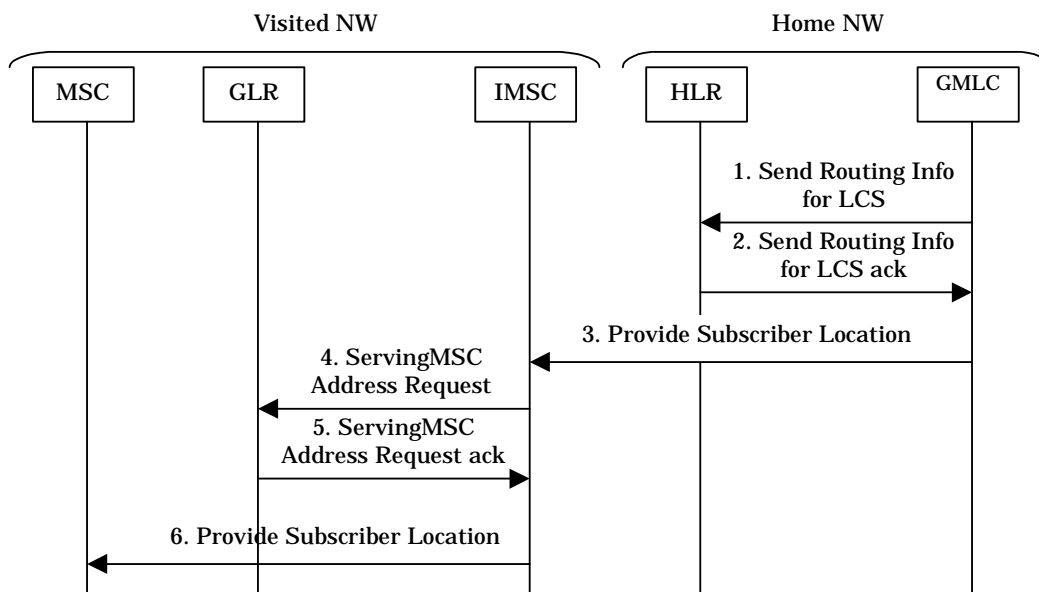 Visited NW
Home NW
MSC
GLR
IMSC
HLR
GMLC
1. Send Routing Info
for LCS
2. Send Routing Info
for LCS ack
3. Provide Subscriber Location
4. ServingMSC
Address Request
5. ServingMSC
Address Request ack
6. Provide Subscriber Location